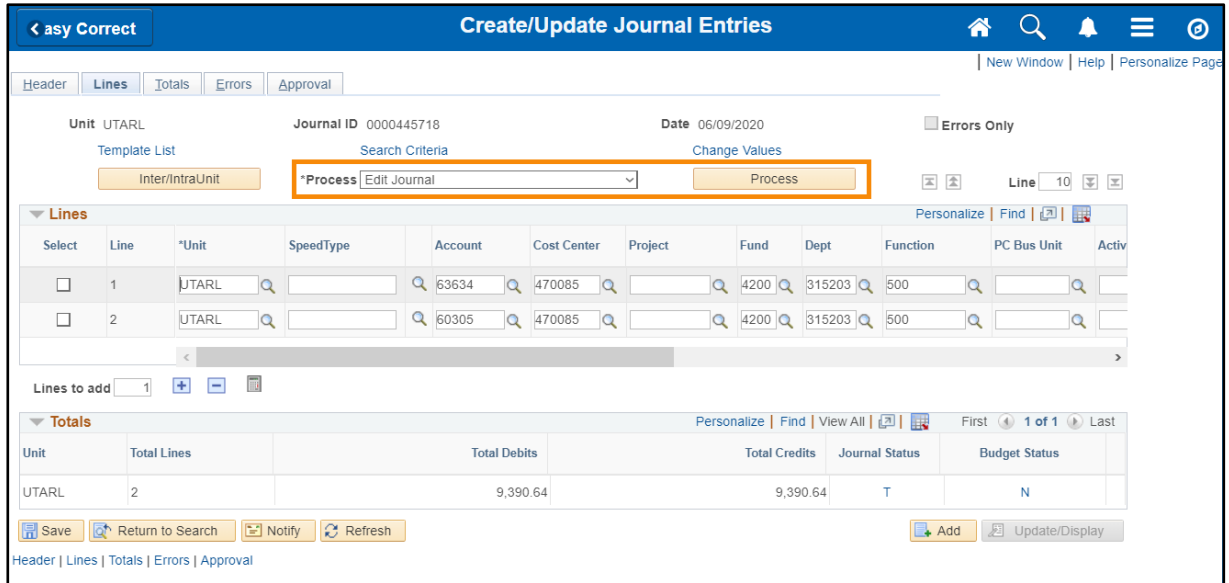 asy Correct Create/Update Journal Entries
New Window | Help | Personalize Page
Header Lines Totals Errors Approval
Unit UTARL Journal ID 0000445718 Date 06/09/2020 Errors Only
Template List Search Criteria Change Values
Inter/IntraUnit *Process Edit Journal Process Line 10
Lines Personalize | Find |
Select Line *Unit SpeedType Account Cost Center Project Fund Dept Function PC Bus Unit Activ
1 UTARL 63634 470085 4200 315203 500
2 UTARL 60305 470085 4200 315203 500
Lines to add 1
Totals Personalize | Find | View All | First 1 of 1 Last
Unit Total Lines Total Debits Total Credits Journal Status Budget Status
UTARL 2 9,390.64 9,390.64 T N
Save Return to Search Notify Refresh Add Update/Display
Header | Lines | Totals | Errors | Approval